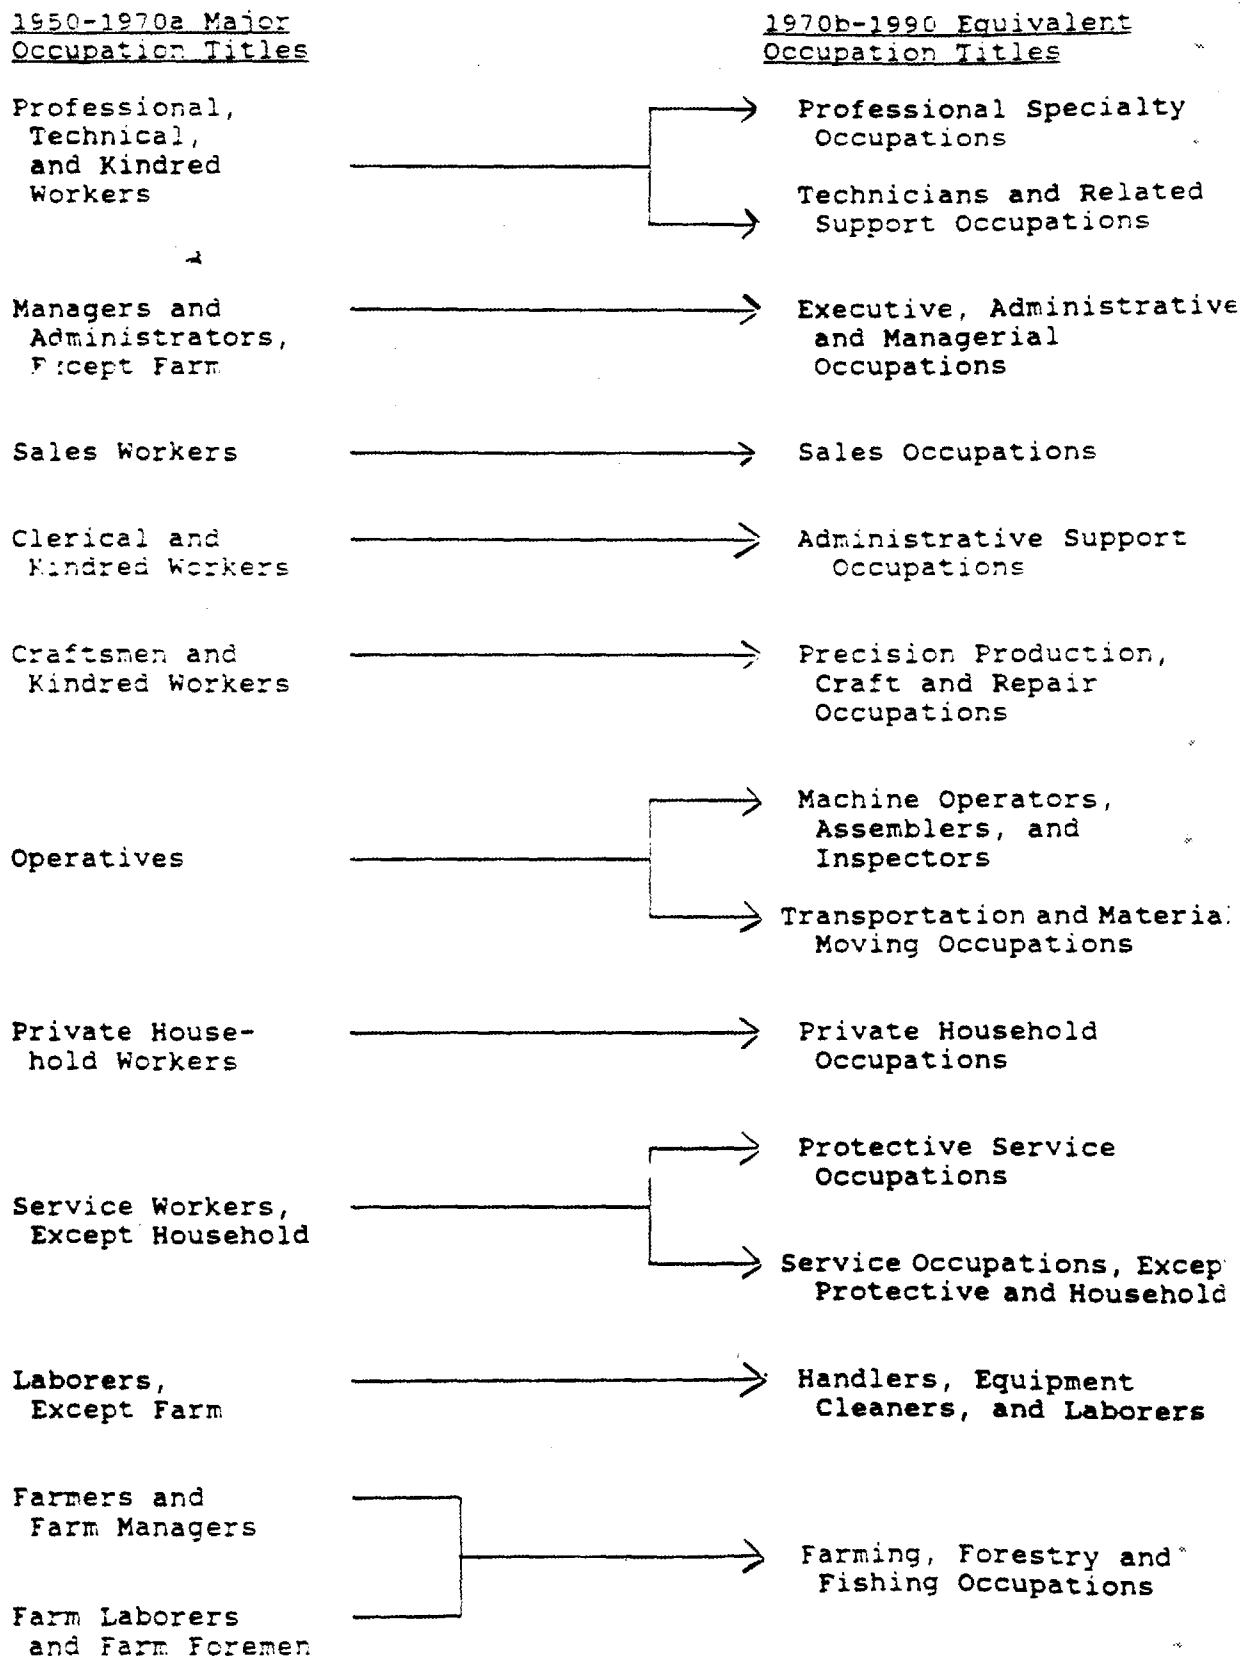 1950-1970a Major
Occupation Titles
1970b-1990 Equivalent
Occupation Titles
Professional,
Technical,
and Kindred
Workers
Professional Specialty
Occupations
Technicians and Related
Support Occupations
Managers and
Administrators,
Except Farm
Executive, Administrative
and Managerial
Occupations
Sales Workers
Sales Occupations
Clerical and
Kindred Workers
Administrative Support
Occupations
Craftsmen and
Kindred Workers
Precision Production,
Craft and Repair
Occupations
Operatives
Machine Operators,
Assemblers, and
Inspectors
Transportation and Material
Moving Occupations
Private House-
hold Workers
Private Household
Occupations
Service Workers,
Except Household
Protective Service
Occupations
Service Occupations, Excep
Protective and Household
Laborers,
Except Farm
Handlers, Equipment
Cleaners, and Laborers
Farmers and
Farm Managers
Farm Laborers
and Farm Foremen
Farming, Forestry and
Fishing Occupations